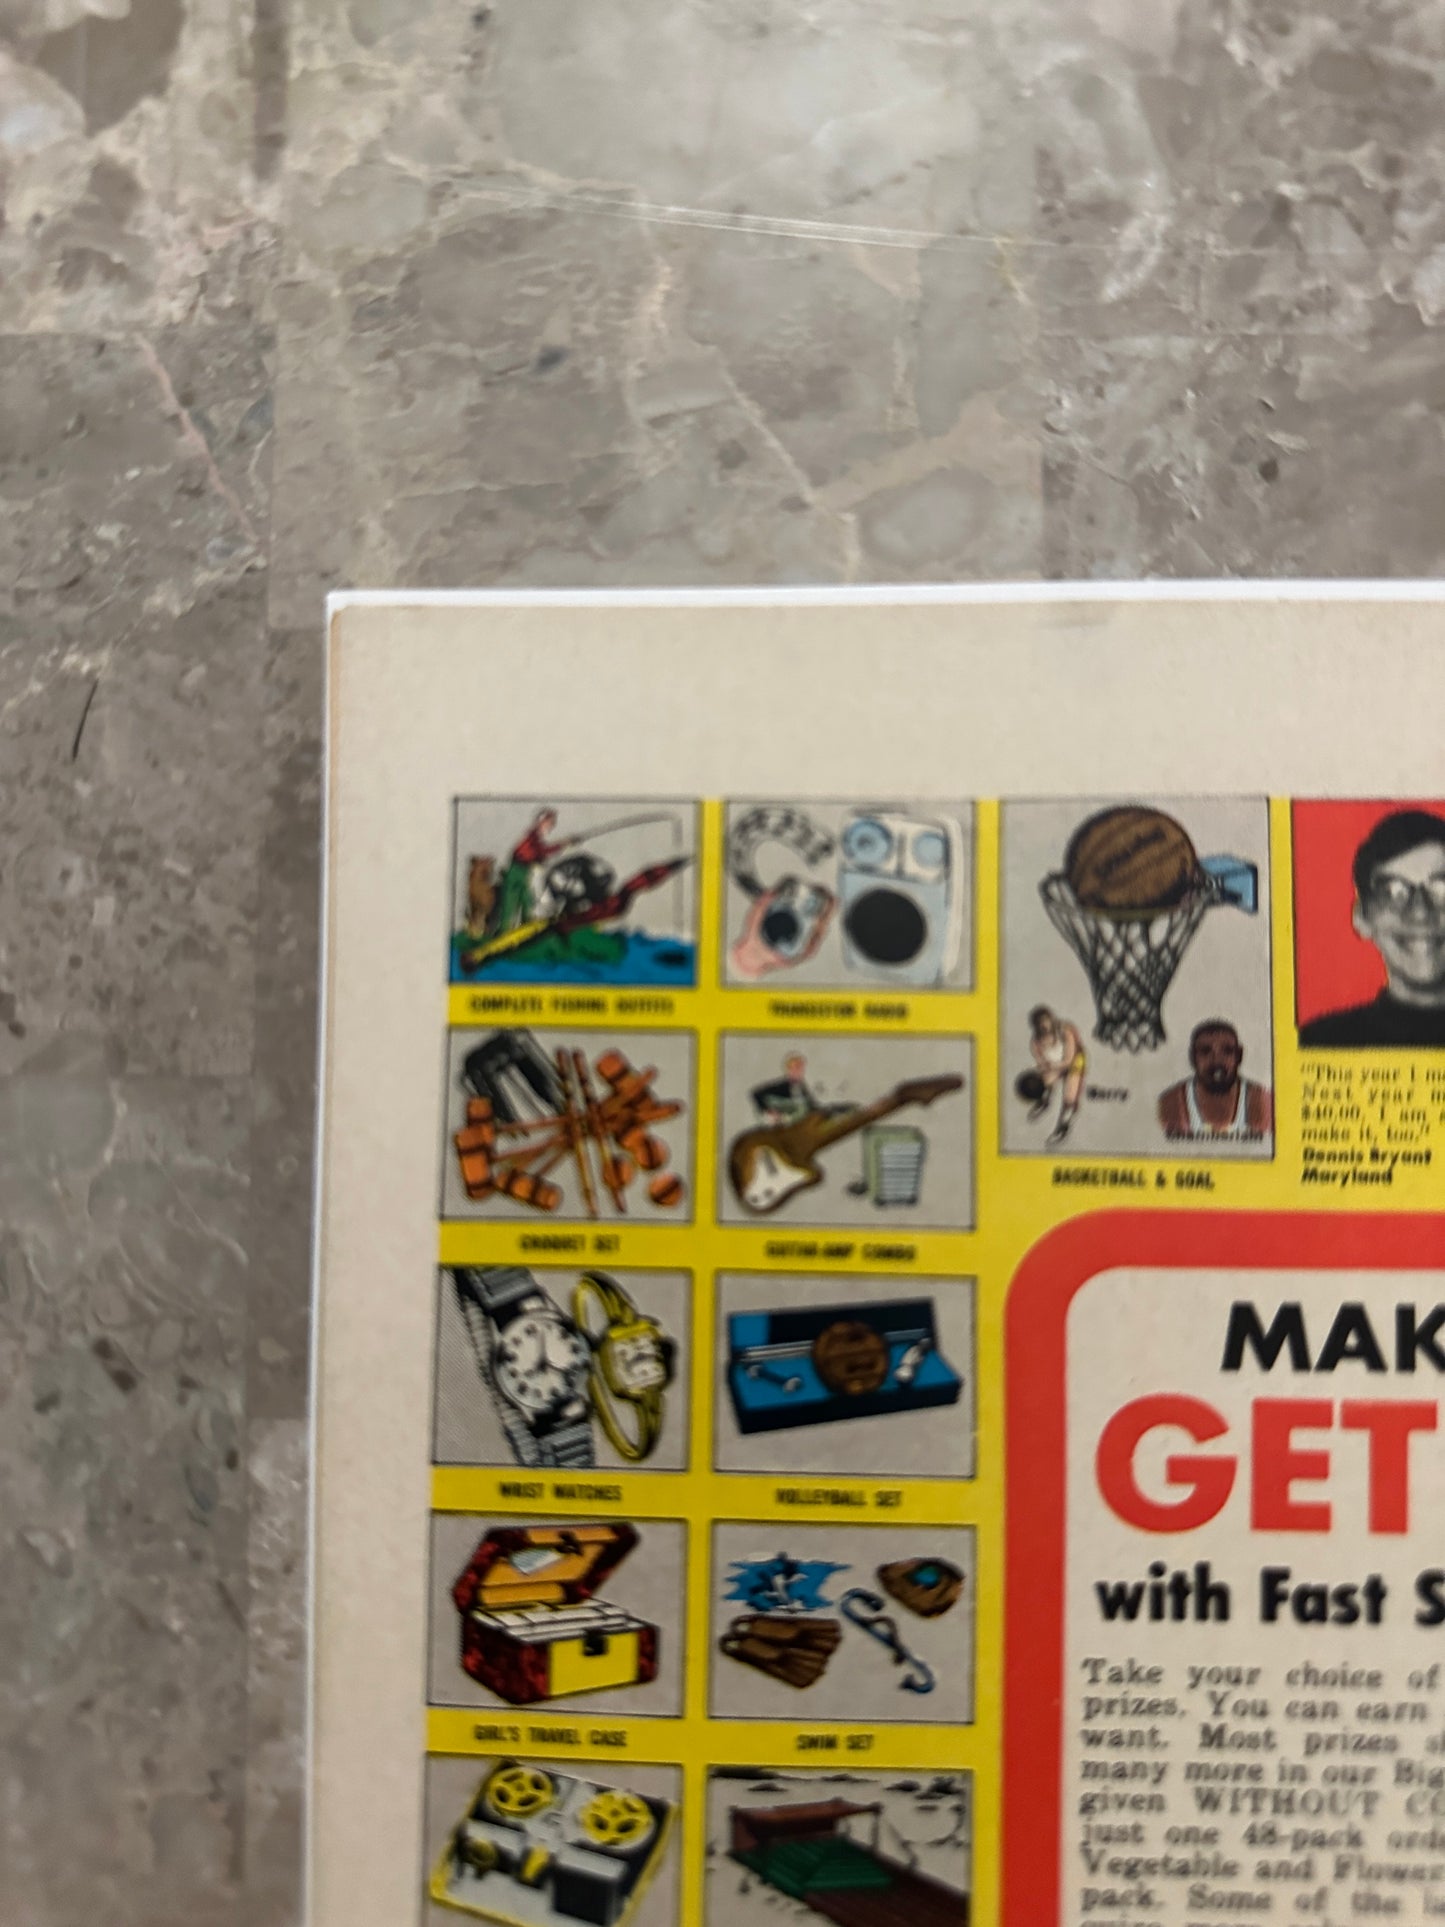 COMPLETE FISHING OUTFITS
TRANSISTOR RADIO
Barry
Chamberlain
BASKETBALL & GOAL
"This year I m
Next year m
$40.00. I am
make it, too."
Dennis Bryant
Maryland
CROQUET SET
GUITAR-AMP COMBO
WRIST WATCHES
VOLLEYBALL SET
GIRL'S TRAVEL CASE
SWIM SET
MAK
GET
with Fast S
Take your choice of
prizes. You can earn
want. Most prizes s
many more in our Big
given WITHOUT CO
just one 48-pack ord
Vegetable and Flower
pack. Some of the